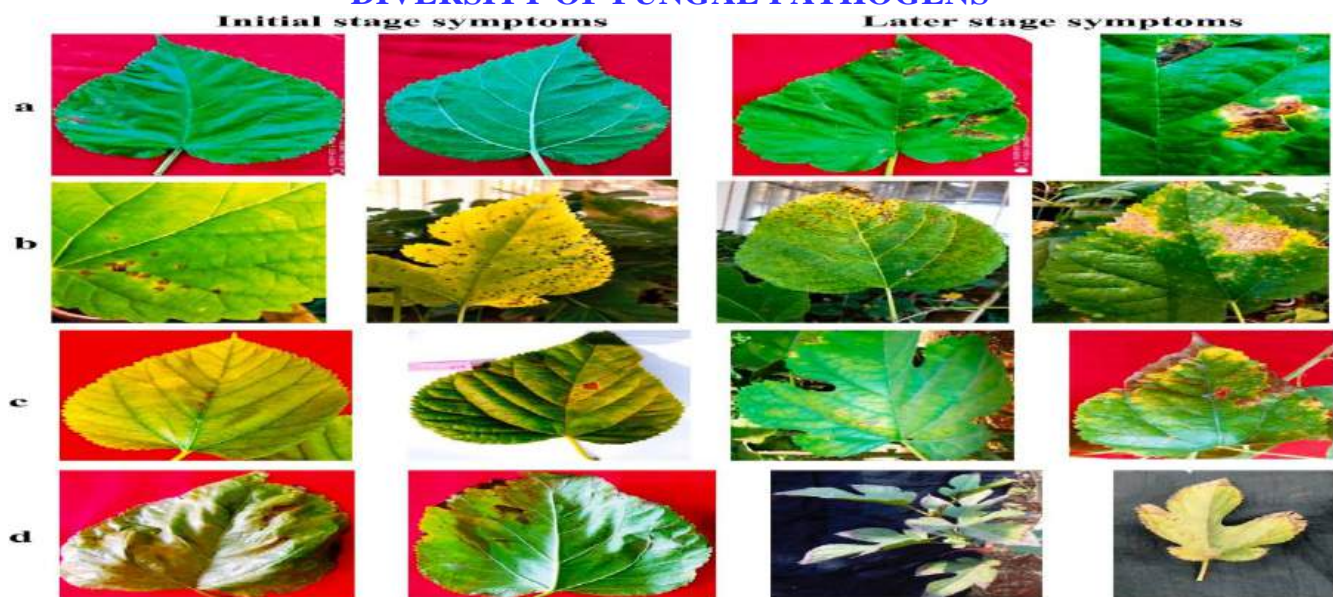 DIVERSITY OF FUNGAL PATHOGENS
Initial stage symptoms Later stage symptoms
a
b
c
d